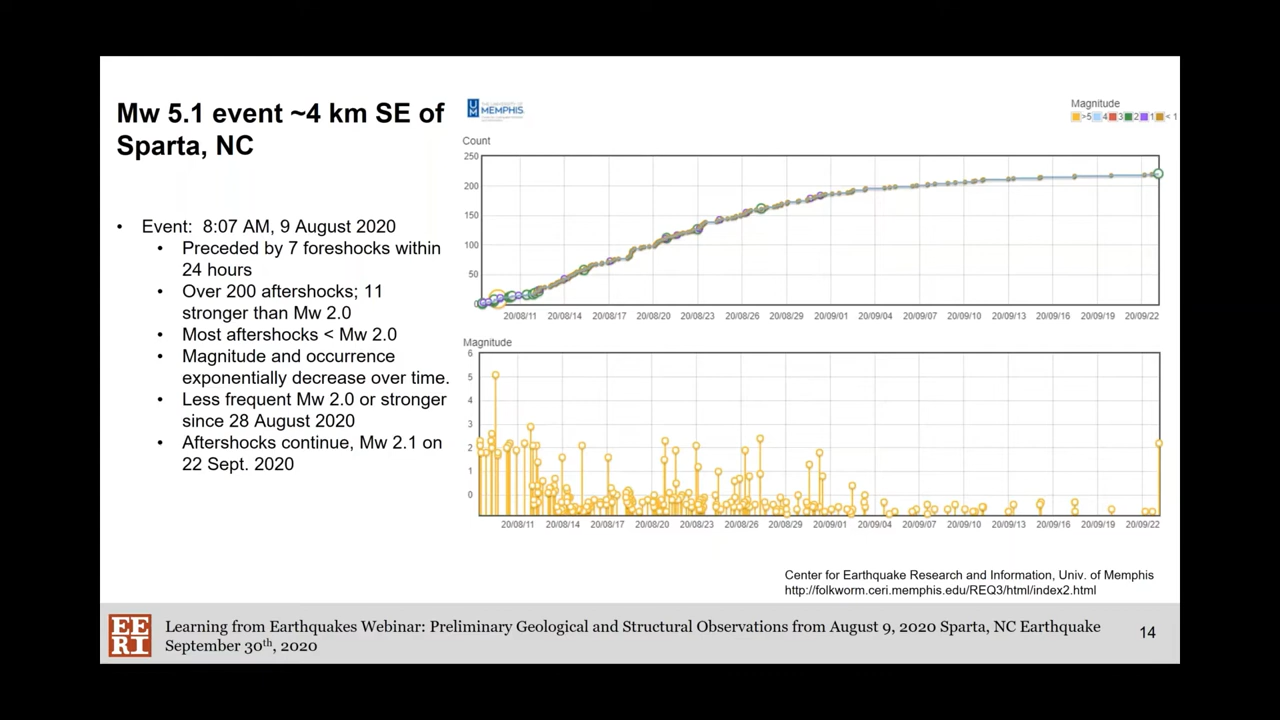 Mw 5.1 event ~4 km SE of
Sparta, NC
• Event: 8:07 AM, 9 August 2020
• Preceded by 7 foreshocks within
24 hours
• Over 200 aftershocks; 11
stronger than Mw 2.0
• Most aftershocks < Mw 2.0
• Magnitude and occurrence
exponentially decrease over time.
• Less frequent Mw 2.0 or stronger
since 28 August 2020
• Aftershocks continue, Mw 2.1 on
22 Sept. 2020
THE UNIVERSITY OF
MEMPHIS
Magnitude
>5 4 3 2 1 < 1
Count
250
200
150
100
50
0
20/08/11 20/08/14 20/08/17 20/08/20 20/08/23 20/08/26 20/08/29 20/09/01 20/09/04 20/09/07 20/09/10 20/09/13 20/09/16 20/09/19 20/09/22
Magnitude
6
5
4
3
2
1
0
20/08/11 20/08/14 20/08/17 20/08/20 20/08/23 20/08/26 20/08/29 20/09/01 20/09/04 20/09/07 20/09/10 20/09/13 20/09/16 20/09/19 20/09/22
Center for Earthquake Research and Information, Univ. of Memphis
http://folkworm.ceri.memphis.edu/REQ3/html/index2.html
EE
RI
Learning from Earthquakes Webinar: Preliminary Geological and Structural Observations from August 9, 2020 Sparta, NC Earthquake
September 30th, 2020
14